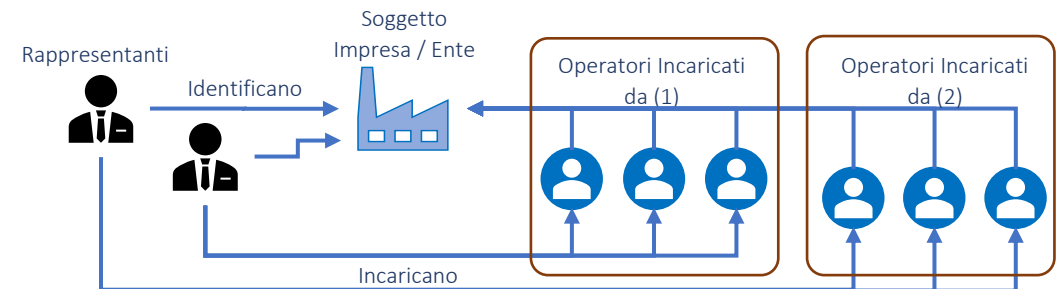 Rappresentanti
Identificano
Soggetto
Impresa / Ente
Operatori Incaricati
da (1)
Operatori Incaricati
da (2)
Incaricano